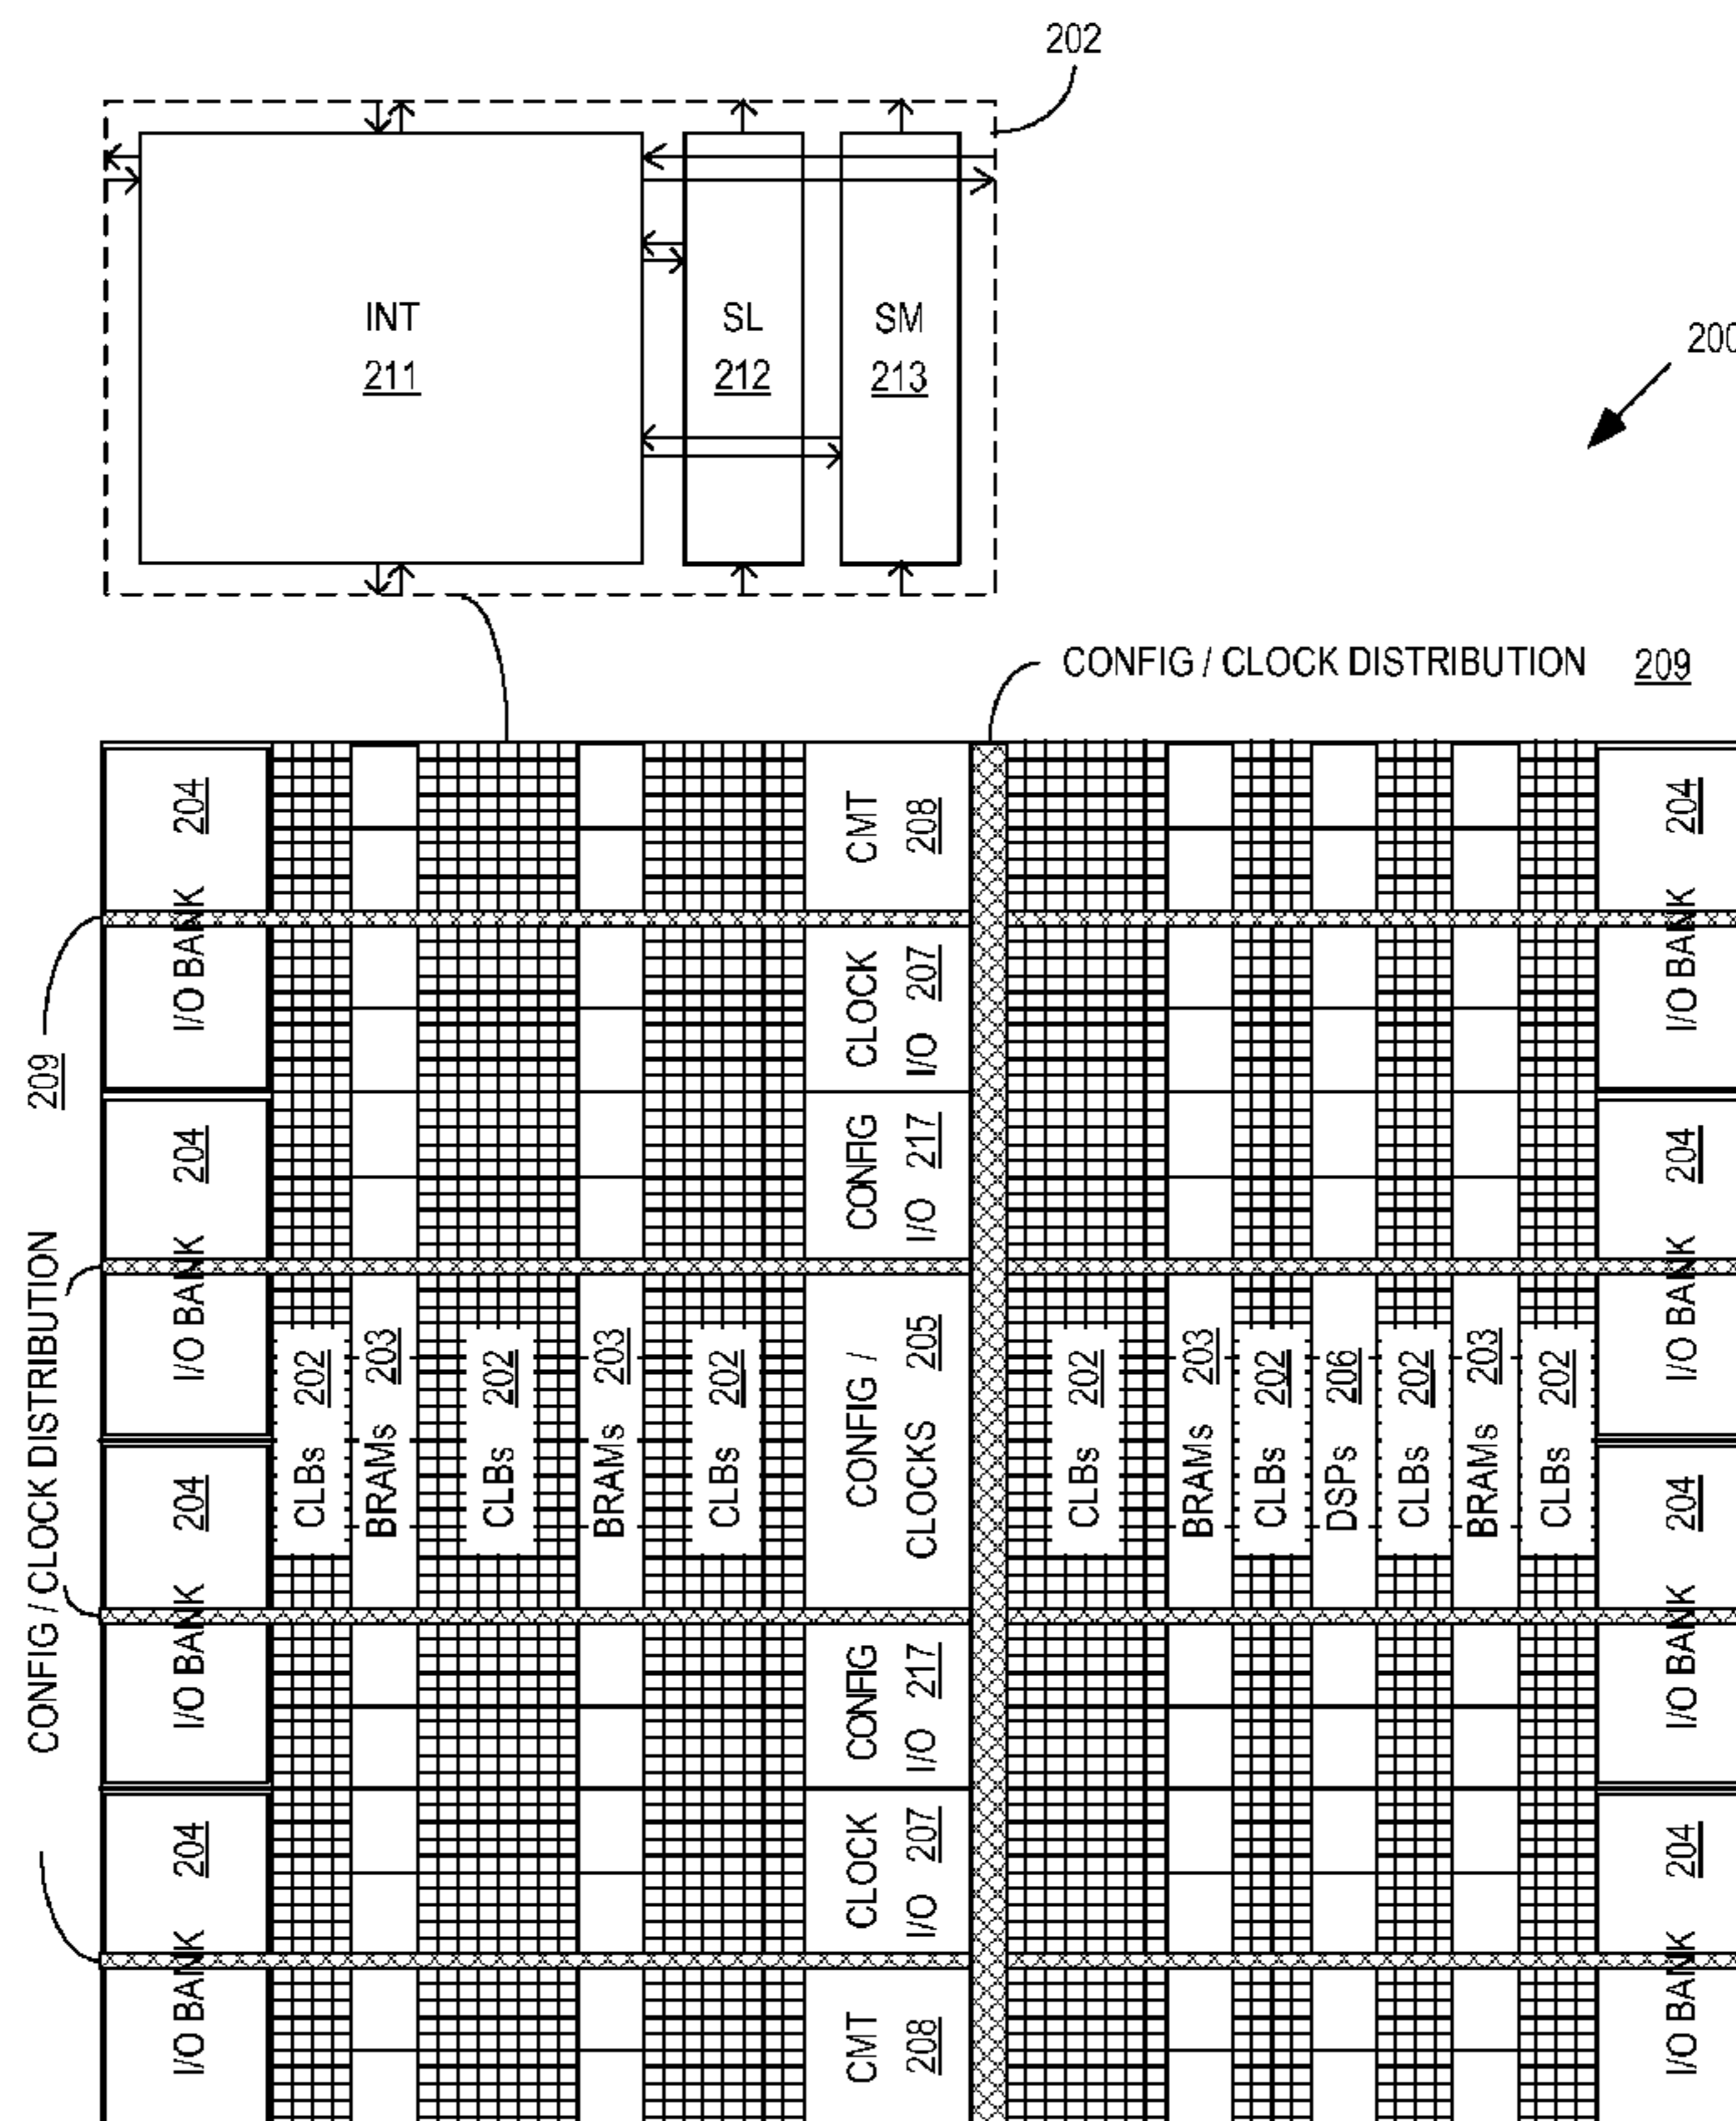 202
INT
211
SL
212
SM
213
200
CONFIG / CLOCK DISTRIBUTION 209
209
CONFIG / CLOCK DISTRIBUTION
I/O BANK 204
I/O BANK 204
I/O BANK 204
I/O BANK 204
CLBs 202
BRAMs 203
CLBs 202
BRAMs 203
CLBs 202
CMT
208
CLOCK
I/O 207
CONFIG
I/O 217
CONFIG /
CLOCKS 205
CONFIG
I/O 217
CLOCK
I/O 207
CMT
208
CLBs 202
BRAMs 203
CLBs 202
DSPs 206
CLBs 202
BRAMs 203
CLBs 202
I/O BANK 204
I/O BANK 204
I/O BANK 204
I/O BANK 204
I/O BANK
I/O BANK